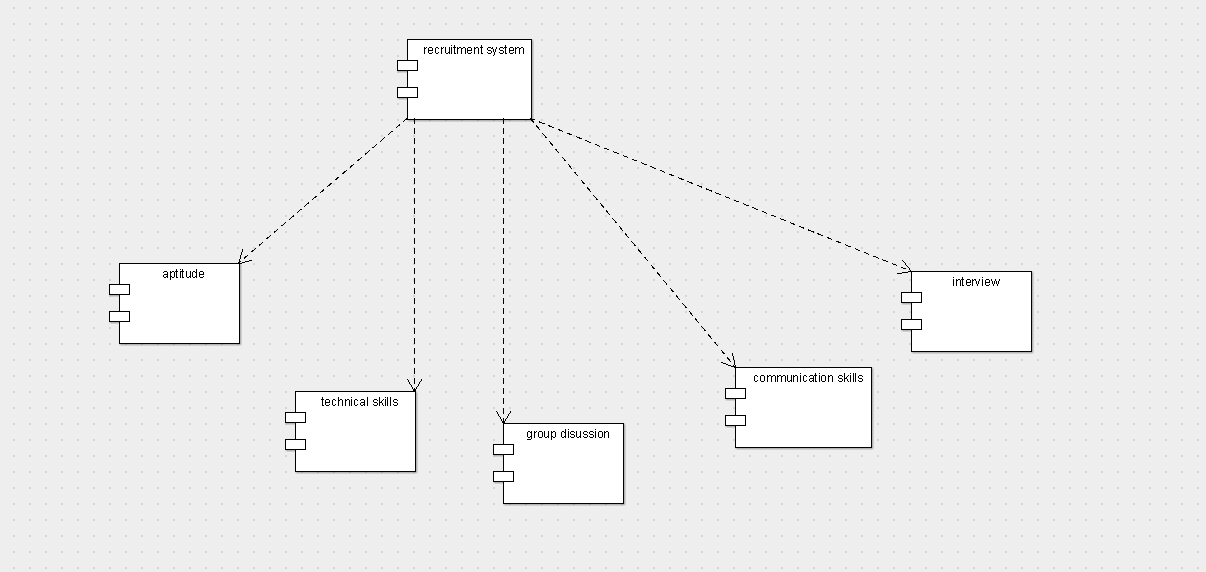 recruitment system
aptitude
interview
communication skills
technical skills
group disussion